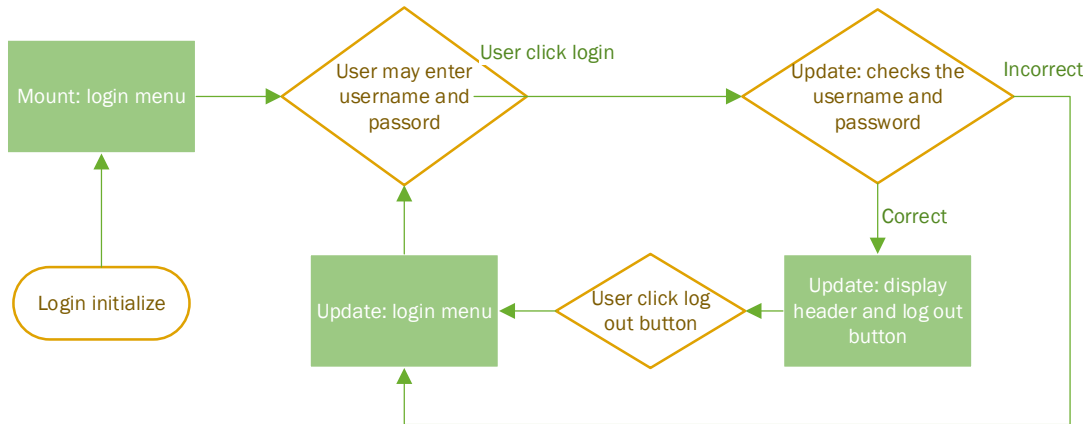 Mount: login menu
User may enter
username and
passord
User click login
Update: checks the
username and
password
Incorrect
Correct
Login initialize
Update: login menu
User click log
out button
Update: display
header and log out
button